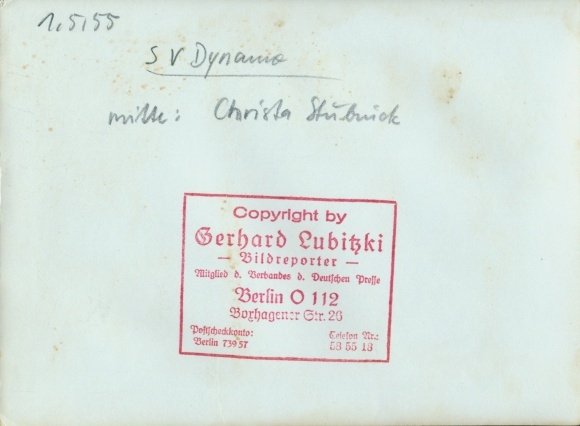 1.5.55
SV Dynamo
mitte: Christa Stubnick
Copyright by
Gerhard Lubitzki
— Bildreporter —
Mitglied d. Verbandes d. Deutschen Presse
Berlin O 112
Boxhagener Str. 26
Postscheckkonto: Telefon Nr.:
Berlin 739 57 58 55 18